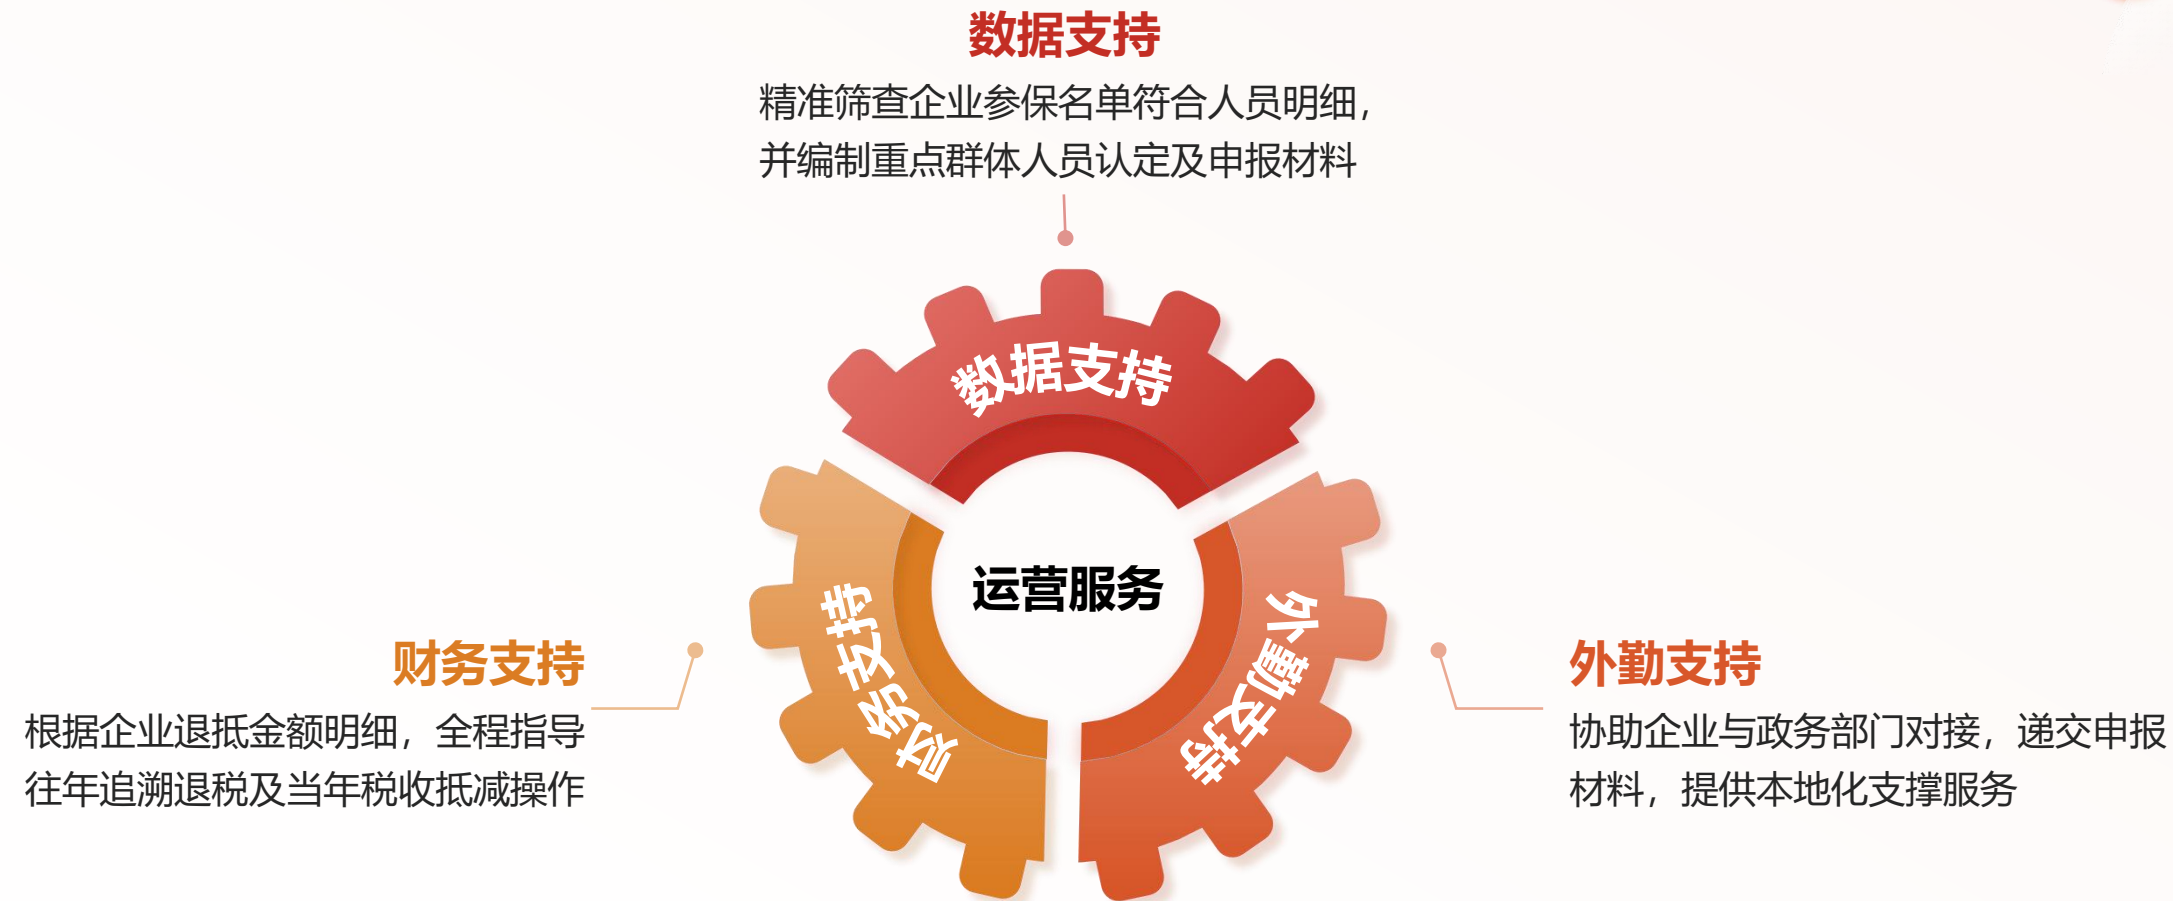 数据支持
精准筛查企业参保名单符合人员明细，
并编制重点群体人员认定及申报材料
数据支持
运营服务
财务支持
外勤支持
财务支持
根据企业退抵金额明细，全程指导
往年追溯退税及当年税收抵减操作
外勤支持
协助企业与政务部门对接，递交申报
材料，提供本地化支撑服务